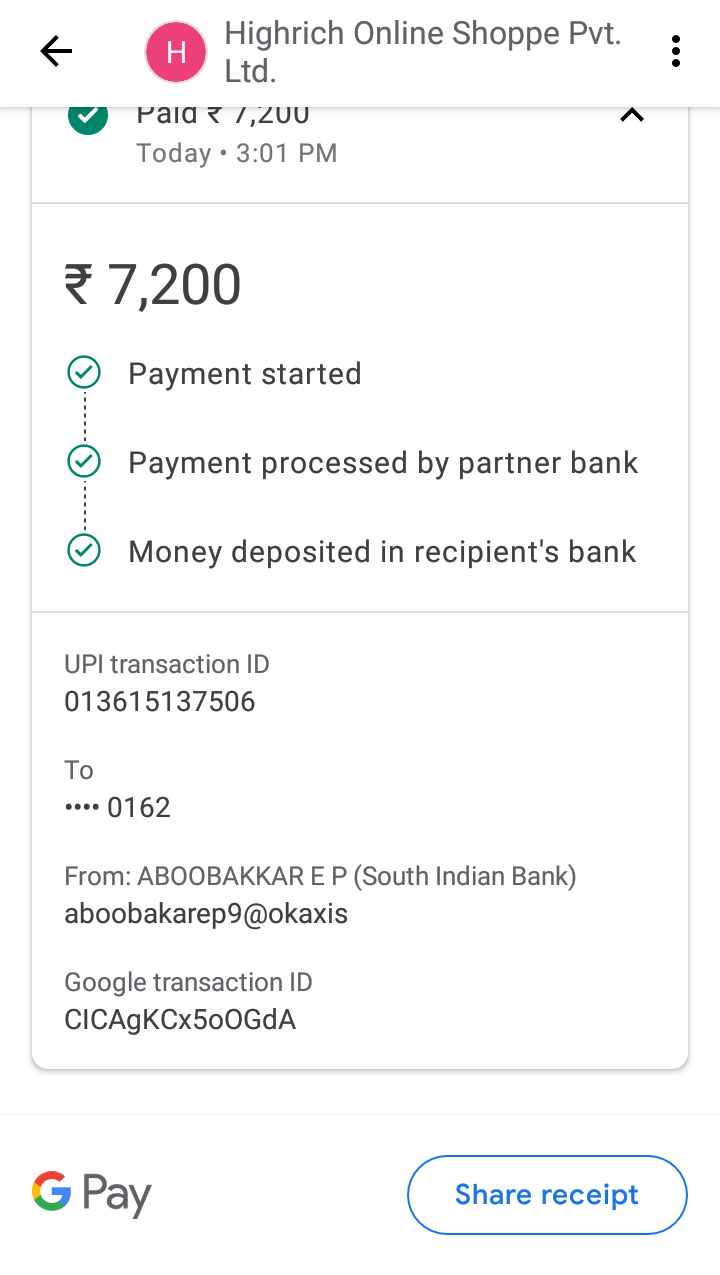 Highrich Online Shoppe Pvt.
Ltd.
H
Paid ₹ 7,200
Today • 3:01 PM
₹ 7,200
Payment started
Payment processed by partner bank
Money deposited in recipient's bank
UPI transaction ID
013615137506
To
•••• 0162
From: ABOOBAKKAR E P (South Indian Bank)
aboobakarep9@okaxis
Google transaction ID
CICAgKCx5oOGdA
G Pay
Share receipt